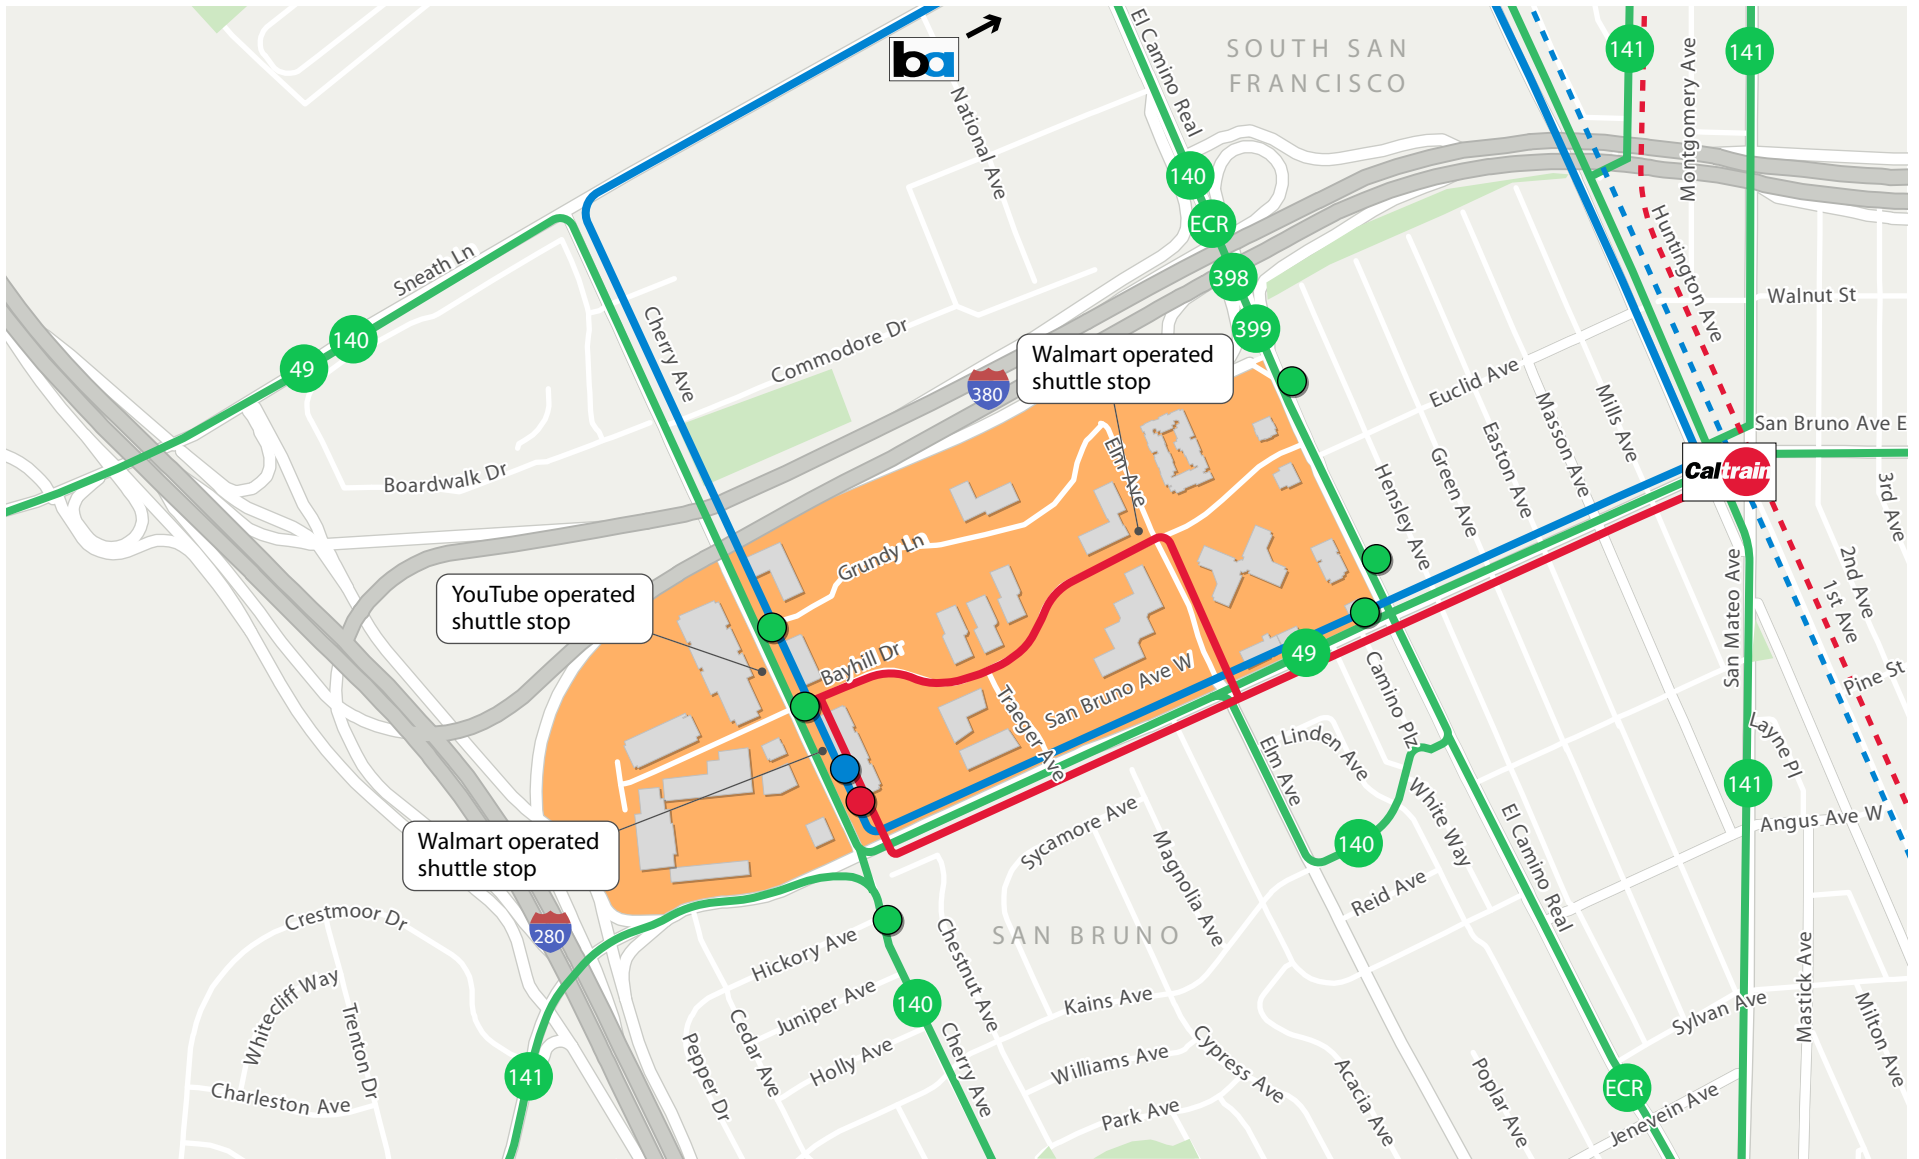 ba
El Camino Real
SOUTH SAN
FRANCISCO
141
141
Montgomery Ave
National Ave
140
ECR
398
399
Huntington Ave
Walnut St
Sneath Ln
49
140
Cherry Ave
Commodore Dr
380
Walmart operated
shuttle stop
Euclid Ave
Mills Ave
Masson Ave
Easton Ave
Green Ave
Hensley Ave
San Bruno Ave E
Caltrain
3rd Ave
2nd Ave
1st Ave
Boardwalk Dr
Elm Ave
Grundy Ln
YouTube operated
shuttle stop
Bayhill Dr
San Bruno Ave W
49
Traeger Ave
Camino Plz
San Mateo Ave
Pine St
Layne Pl
Elm Ave
Linden Ave
White Way
141
Angus Ave W
Walmart operated
shuttle stop
Sycamore Ave
Magnolia Ave
140
Reid Ave
El Camino Real
Crestmoor Dr
280
Hickory Ave
SAN BRUNO
Chestnut Ave
Whitecliff Way
Trenton Dr
Charleston Ave
141
Juniper Ave
140
Kains Ave
Cedar Ave
Pepper Dr
Holly Ave
Cherry Ave
Williams Ave
Cypress Ave
Park Ave
Acacia Ave
Poplar Ave
ECR
Sylvan Ave
Mastick Ave
Milton Ave
Jenevein Ave